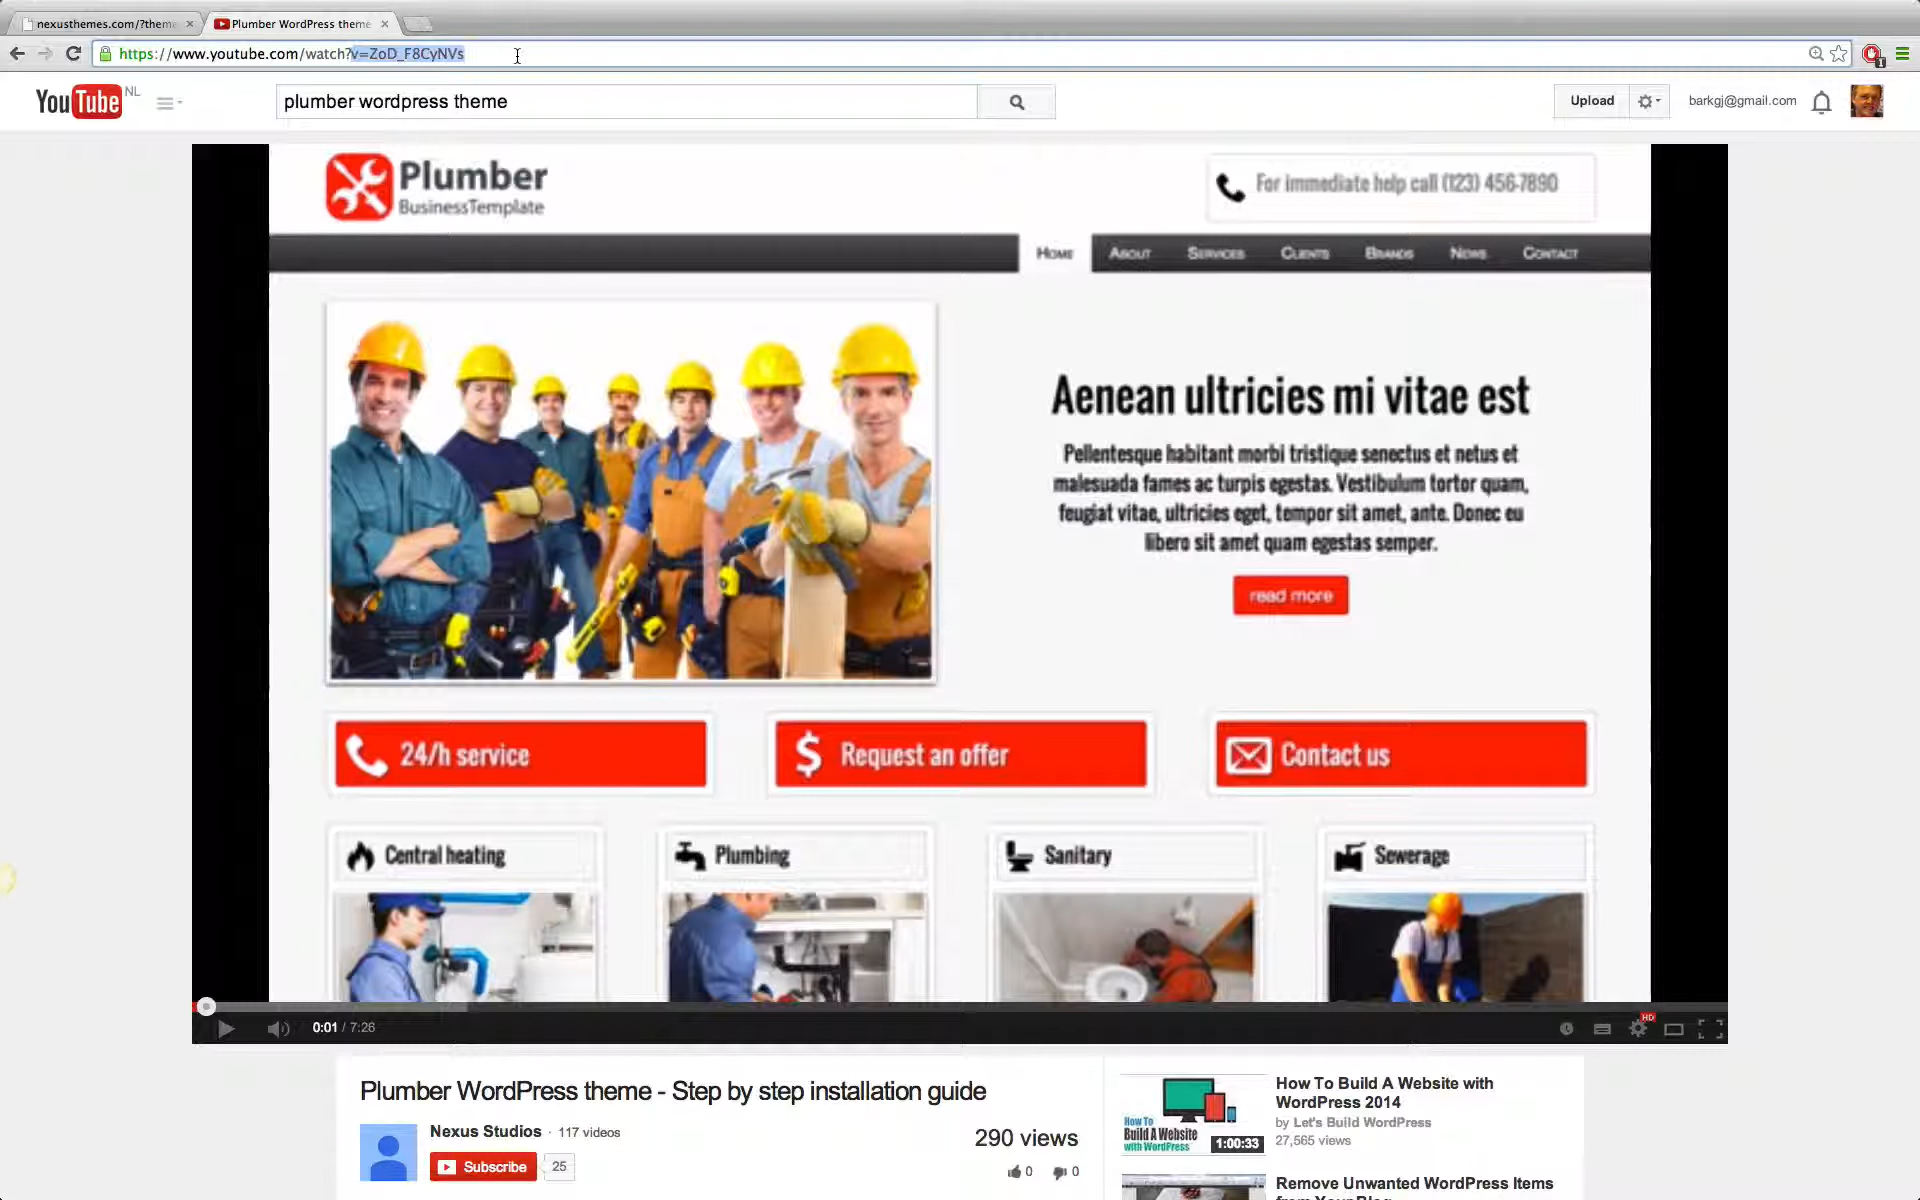 nexusthemes.com/?theme
Plumber WordPress theme
https://www.youtube.com/watch?v=ZoD_F8CyNVs
YouTube NL
plumber wordpress theme
Upload
barkgj@gmail.com
Plumber
BusinessTemplate
For immediate help call (123) 456-7890
Home About Services Clients Brands News Contact
Aenean ultricies mi vitae est
Pellentesque habitant morbi tristique senectus et netus et
malesuada fames ac turpis egestas. Vestibulum tortor quam,
feugiat vitae, ultricies eget, tempor sit amet, ante. Donec eu
libero sit amet quam egestas semper.
read more
24/h service
Request an offer
Contact us
Central heating
Plumbing
Sanitary
Sewerage
0:01 / 7:26
HD
Plumber WordPress theme - Step by step installation guide
Nexus Studios · 117 videos
Subscribe 25
290 views
0 0
How To
Build A Website
with WordPress
1:00:33
How To Build A Website with
WordPress 2014
by Let's Build WordPress
27,565 views
Remove Unwanted WordPress Items